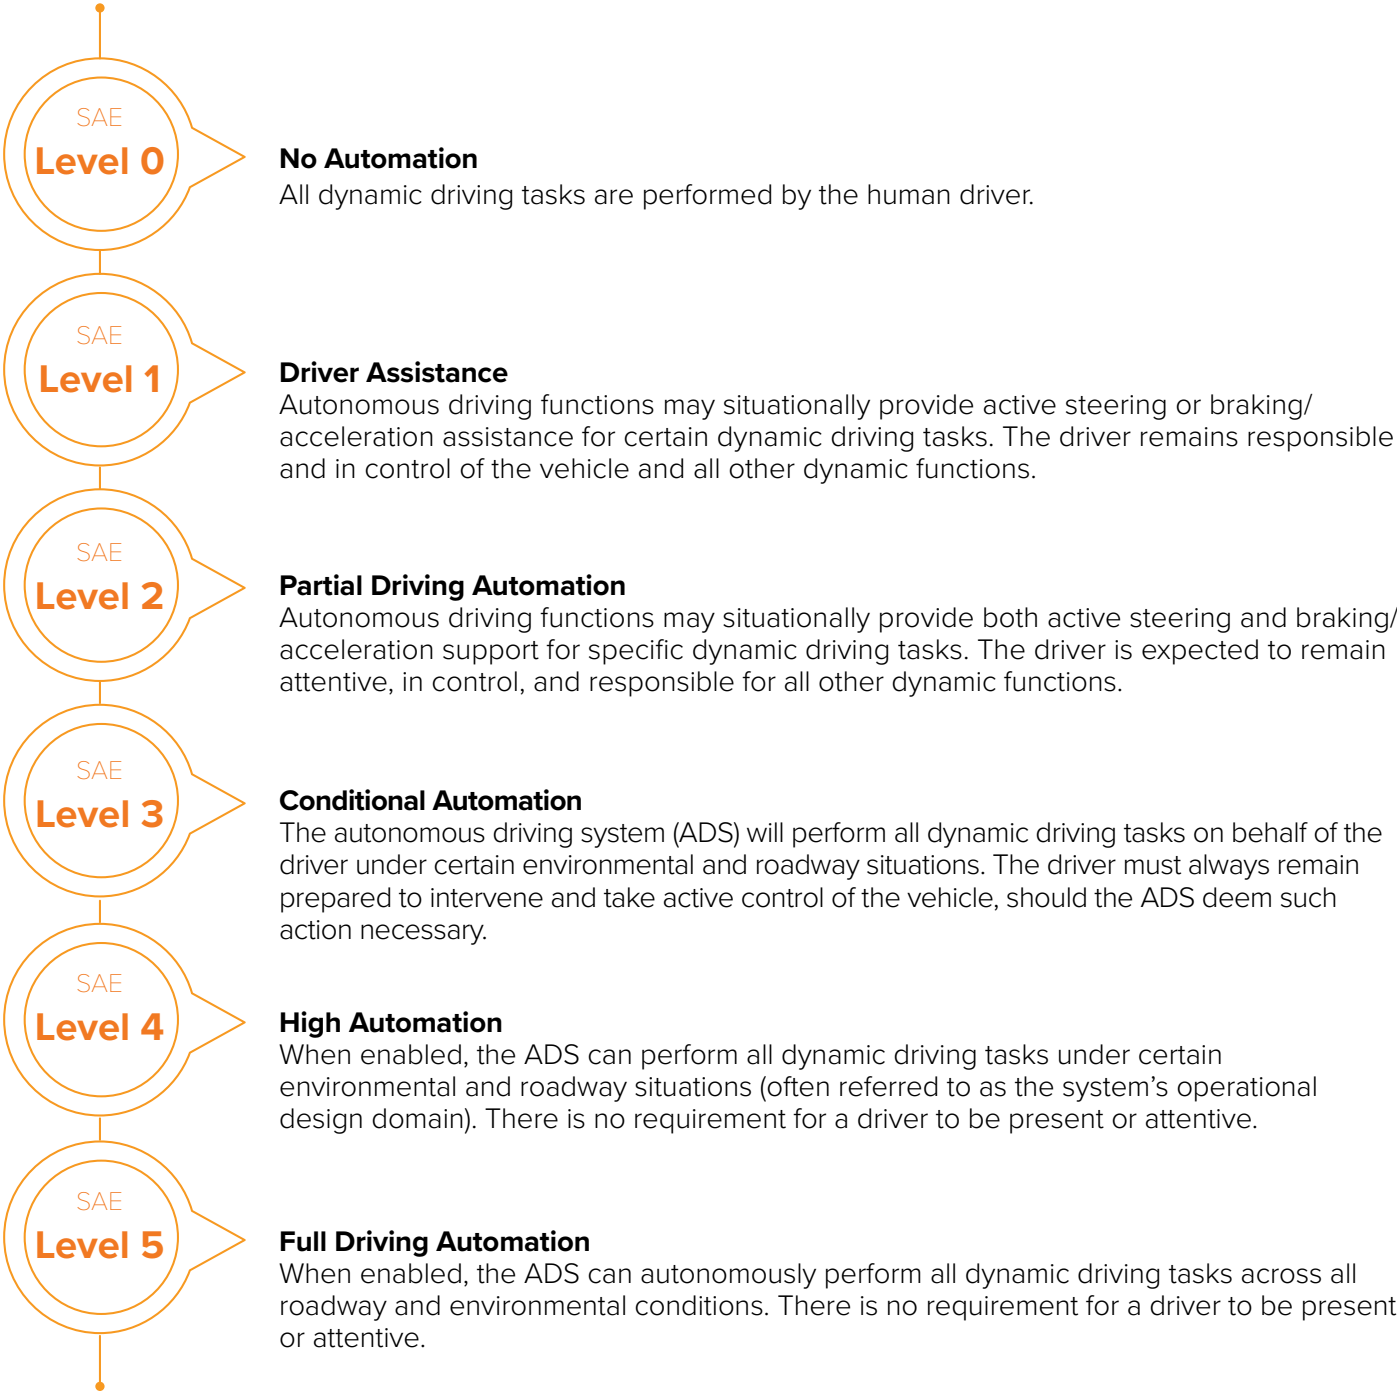 SAE
Level 0
No Automation
All dynamic driving tasks are performed by the human driver.
SAE
Level 1
Driver Assistance
Autonomous driving functions may situationally provide active steering or braking/
acceleration assistance for certain dynamic driving tasks. The driver remains responsible
and in control of the vehicle and all other dynamic functions.
SAE
Level 2
Partial Driving Automation
Autonomous driving functions may situationally provide both active steering and braking/
acceleration support for specific dynamic driving tasks. The driver is expected to remain
attentive, in control, and responsible for all other dynamic functions.
SAE
Level 3
Conditional Automation
The autonomous driving system (ADS) will perform all dynamic driving tasks on behalf of the
driver under certain environmental and roadway situations. The driver must always remain
prepared to intervene and take active control of the vehicle, should the ADS deem such
action necessary.
SAE
Level 4
High Automation
When enabled, the ADS can perform all dynamic driving tasks under certain
environmental and roadway situations (often referred to as the system’s operational
design domain). There is no requirement for a driver to be present or attentive.
SAE
Level 5
Full Driving Automation
When enabled, the ADS can autonomously perform all dynamic driving tasks across all
roadway and environmental conditions. There is no requirement for a driver to be present
or attentive.